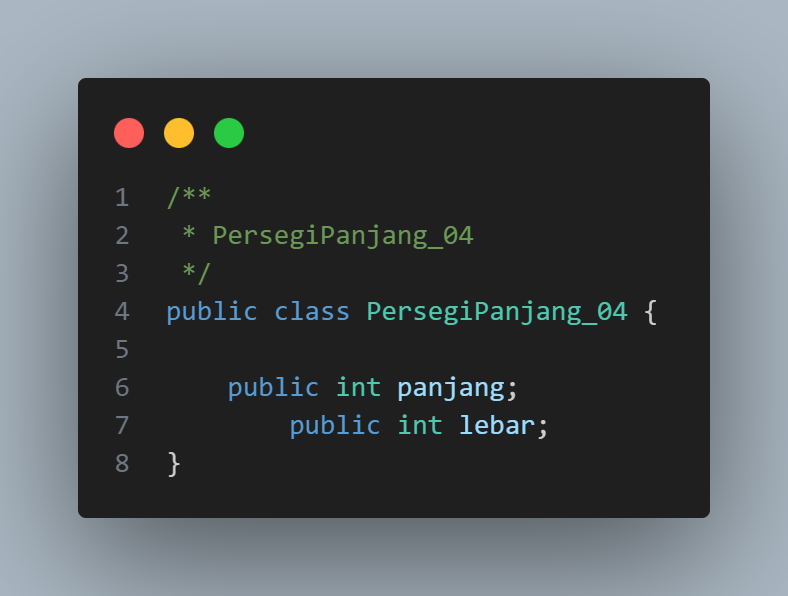 1 /**
2  * PersegiPanjang_04
3  */
4 public class PersegiPanjang_04 {
5
6     public int panjang;
7         public int lebar;
8 }